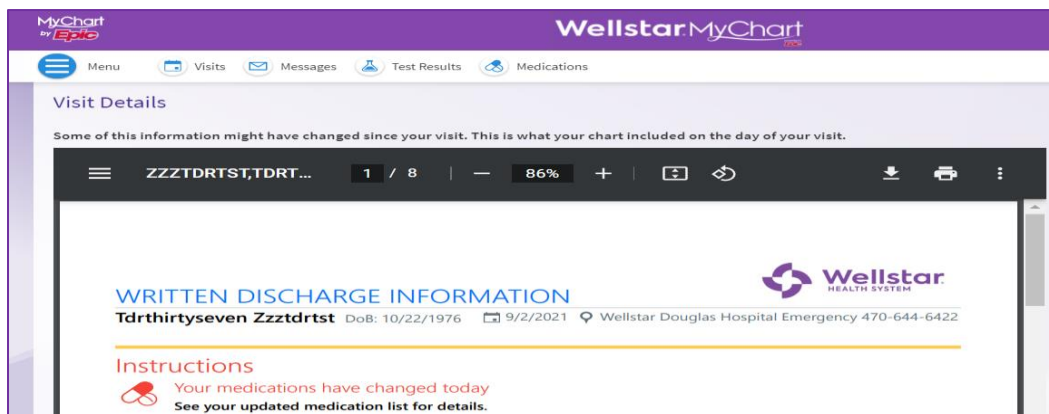 MyChart
by Epic
Wellstar MyChart
Menu Visits Messages Test Results Medications
Visit Details
Some of this information might have changed since your visit. This is what your chart included on the day of your visit.
ZZZTDRTST,TDRT... 1 / 8 | — 86% + |
Wellstar
HEALTH SYSTEM
WRITTEN DISCHARGE INFORMATION
Tdrthirtyseven Zzztdrtst DoB: 10/22/1976 9/2/2021 Wellstar Douglas Hospital Emergency 470-644-6422
Instructions
Your medications have changed today
See your updated medication list for details.